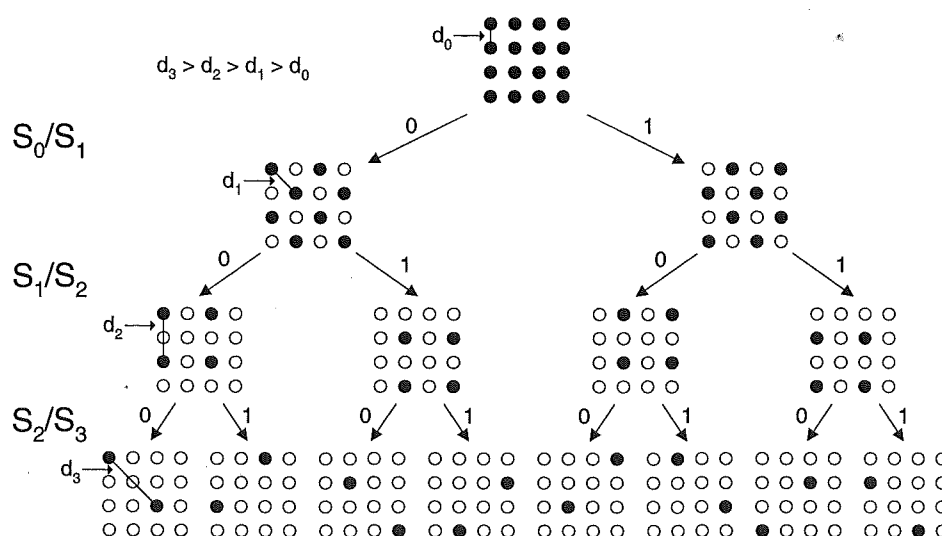 d₀
d₃ > d₂ > d₁ > d₀
0 1
S₀/S₁
d₁
0 1 0 1
S₁/S₂
d₂
0 1 0 1 0 1 0 1
S₂/S₃
d₃